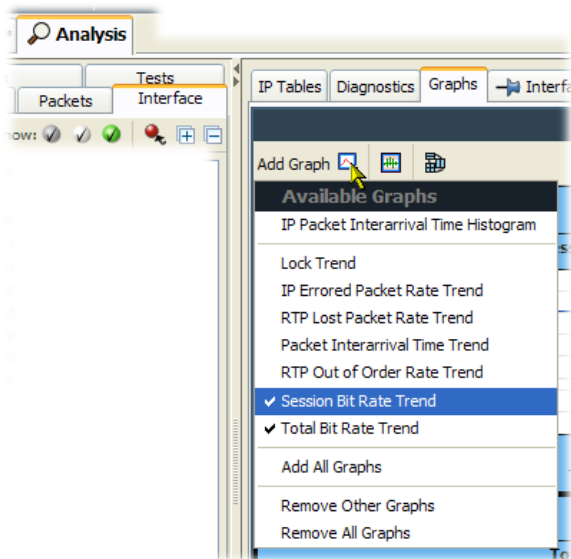 Analysis
Tests
Packets
Interface
IP Tables
Diagnostics
Graphs
Add Graph
Available Graphs
IP Packet Interarrival Time Histogram
Lock Trend
IP Errored Packet Rate Trend
RTP Lost Packet Rate Trend
Packet Interarrival Time Trend
RTP Out of Order Rate Trend
Session Bit Rate Trend
Total Bit Rate Trend
Add All Graphs
Remove Other Graphs
Remove All Graphs